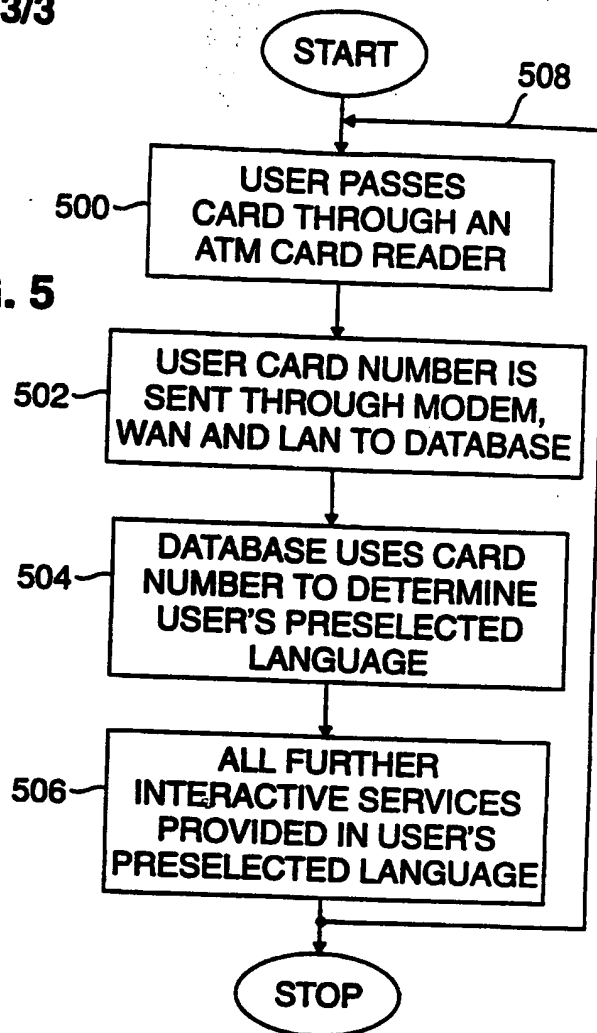 3/3
START
508
500
USER PASSES
CARD THROUGH AN
ATM CARD READER
. 5
502
USER CARD NUMBER IS
SENT THROUGH MODEM,
WAN AND LAN TO DATABASE
504
DATABASE USES CARD
NUMBER TO DETERMINE
USER'S PRESELECTED
LANGUAGE
506
ALL FURTHER
INTERACTIVE SERVICES
PROVIDED IN USER'S
PRESELECTED LANGUAGE
STOP